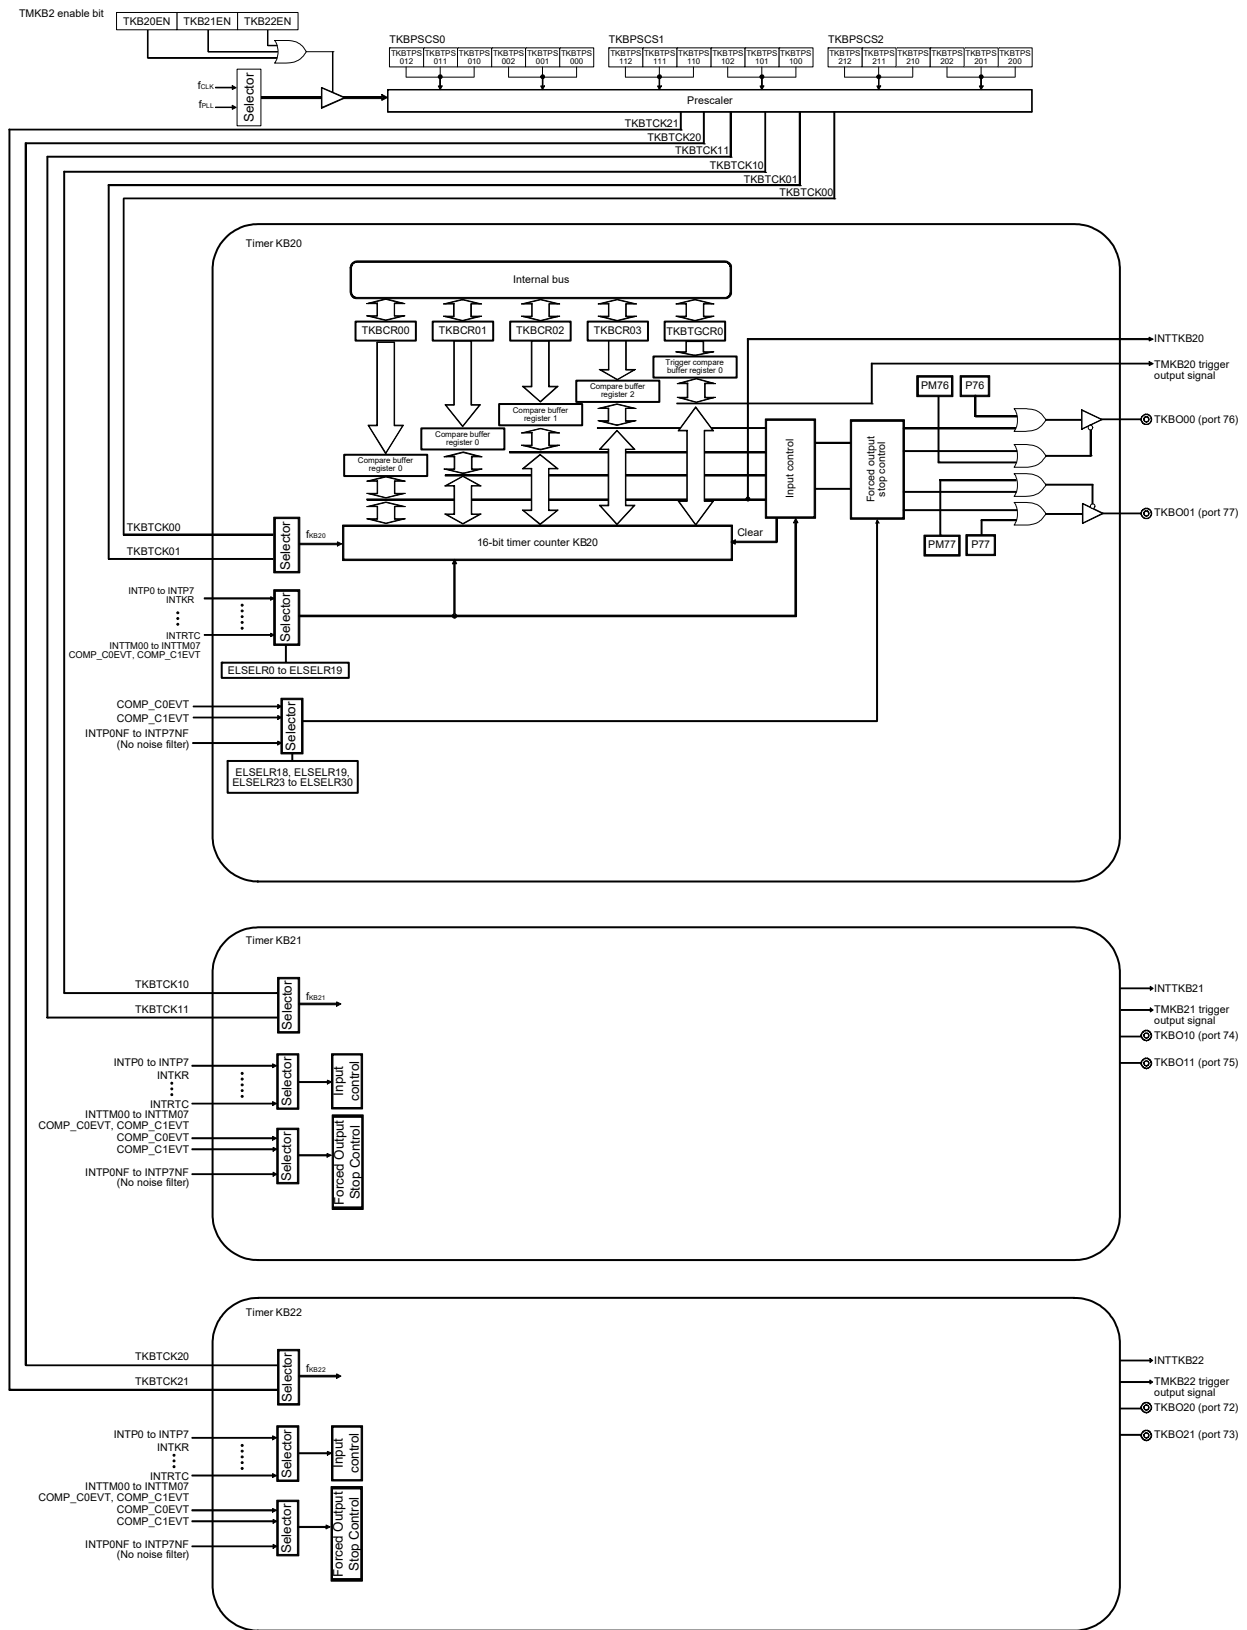 TMKB2 enable bit
TKB20EN TKB21EN TKB22EN
TKBPSCS0
TKBTPS 012 TKBTPS 011 TKBTPS 010 TKBTPS 002 TKBTPS 001 TKBTPS 000
TKBPSCS1
TKBTPS 112 TKBTPS 111 TKBTPS 110 TKBTPS 102 TKBTPS 101 TKBTPS 100
TKBPSCS2
TKBTPS 212 TKBTPS 211 TKBTPS 210 TKBTPS 202 TKBTPS 201 TKBTPS 200
fCLK
fPLL
Selector
Prescaler
TKBTCK21
TKBTCK20
TKBTCK11
TKBTCK10
TKBTCK01
TKBTCK00
Timer KB20
Internal bus
TKBCR00 TKBCR01 TKBCR02 TKBCR03 TKBTGCR0
Trigger compare
buffer register 0
Compare buffer
register 2
Compare buffer
register 1
Compare buffer
register 0
Compare buffer
register 0
INTTKB20
TMKB20 trigger
output signal
PM76 P76
TKBO00 (port 76)
Input control
Forced output
stop control
TKBO01 (port 77)
PM77 P77
TKBTCK00
TKBTCK01
Selector
fKB20
16-bit timer counter KB20
Clear
INTP0 to INTP7
INTKR
INTRTC
INTTM00 to INTTM07
COMP_C0EVT, COMP_C1EVT
Selector
ELSELR0 to ELSELR19
COMP_C0EVT
COMP_C1EVT
INTP0NF to INTP7NF
(No noise filter)
Selector
ELSELR18, ELSELR19,
ELSELR23 to ELSELR30
Timer KB21
TKBTCK10
TKBTCK11
Selector
fKB21
INTTKB21
TMKB21 trigger
output signal
TKBO10 (port 74)
TKBO11 (port 75)
INTP0 to INTP7
INTKR
INTRTC
INTTM00 to INTTM07
COMP_C0EVT, COMP_C1EVT
Selector
Input
control
COMP_C0EVT
COMP_C1EVT
INTP0NF to INTP7NF
(No noise filter)
Selector
Forced Output
Stop Control
Timer KB22
TKBTCK20
TKBTCK21
Selector
fKB22
INTTKB22
TMKB22 trigger
output signal
TKBO20 (port 72)
TKBO21 (port 73)
INTP0 to INTP7
INTKR
INTRTC
INTTM00 to INTTM07
COMP_C0EVT, COMP_C1EVT
Selector
Input
control
COMP_C0EVT
COMP_C1EVT
INTP0NF to INTP7NF
(No noise filter)
Selector
Forced Output
Stop Control